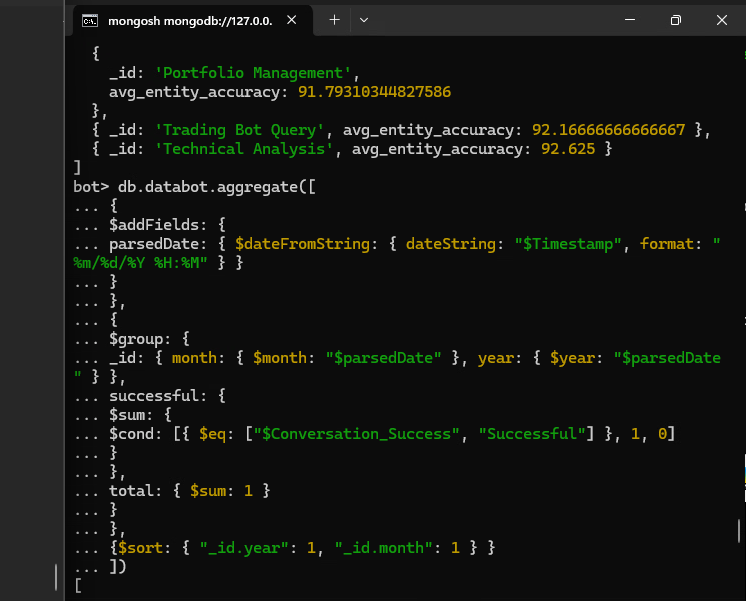 mongosh mongodb://127.0.0.
{
_id: 'Portfolio Management',
avg_entity_accuracy: 91.79310344827586
},
{ _id: 'Trading Bot Query', avg_entity_accuracy: 92.16666666666667 },
{ _id: 'Technical Analysis', avg_entity_accuracy: 92.625 }
]
bot> db.databot.aggregate([
... {
... $addFields: {
... parsedDate: { $dateFromString: { dateString: "$Timestamp", format: "
%m/%d/%Y %H:%M" } }
... }
... },
... {
... $group: {
... _id: { month: { $month: "$parsedDate" }, year: { $year: "$parsedDate
" } },
... successful: {
... $sum: {
... $cond: [{ $eq: ["$Conversation_Success", "Successful"] }, 1, 0]
... }
... },
... total: { $sum: 1 }
... }
... },
... {$sort: { "_id.year": 1, "_id.month": 1 } }
... ])
[